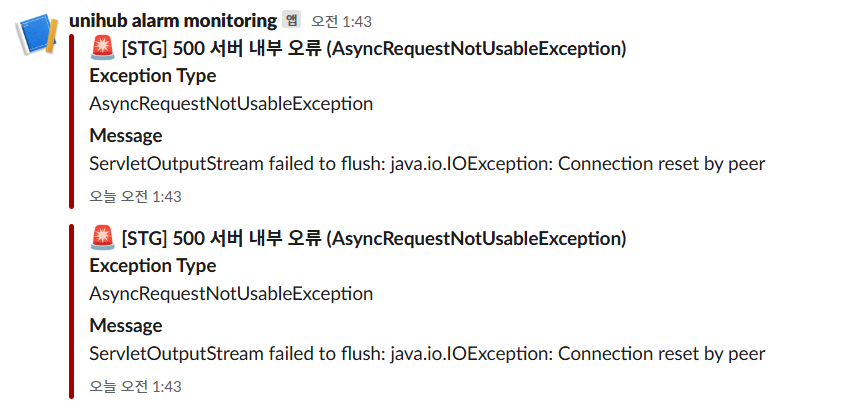 unihub alarm monitoring 앱 오전 1:43
🚨 [STG] 500 서버 내부 오류 (AsyncRequestNotUsableException)
Exception Type
AsyncRequestNotUsableException
Message
ServletOutputStream failed to flush: java.io.IOException: Connection reset by peer
오늘 오전 1:43
🚨 [STG] 500 서버 내부 오류 (AsyncRequestNotUsableException)
Exception Type
AsyncRequestNotUsableException
Message
ServletOutputStream failed to flush: java.io.IOException: Connection reset by peer
오늘 오전 1:43